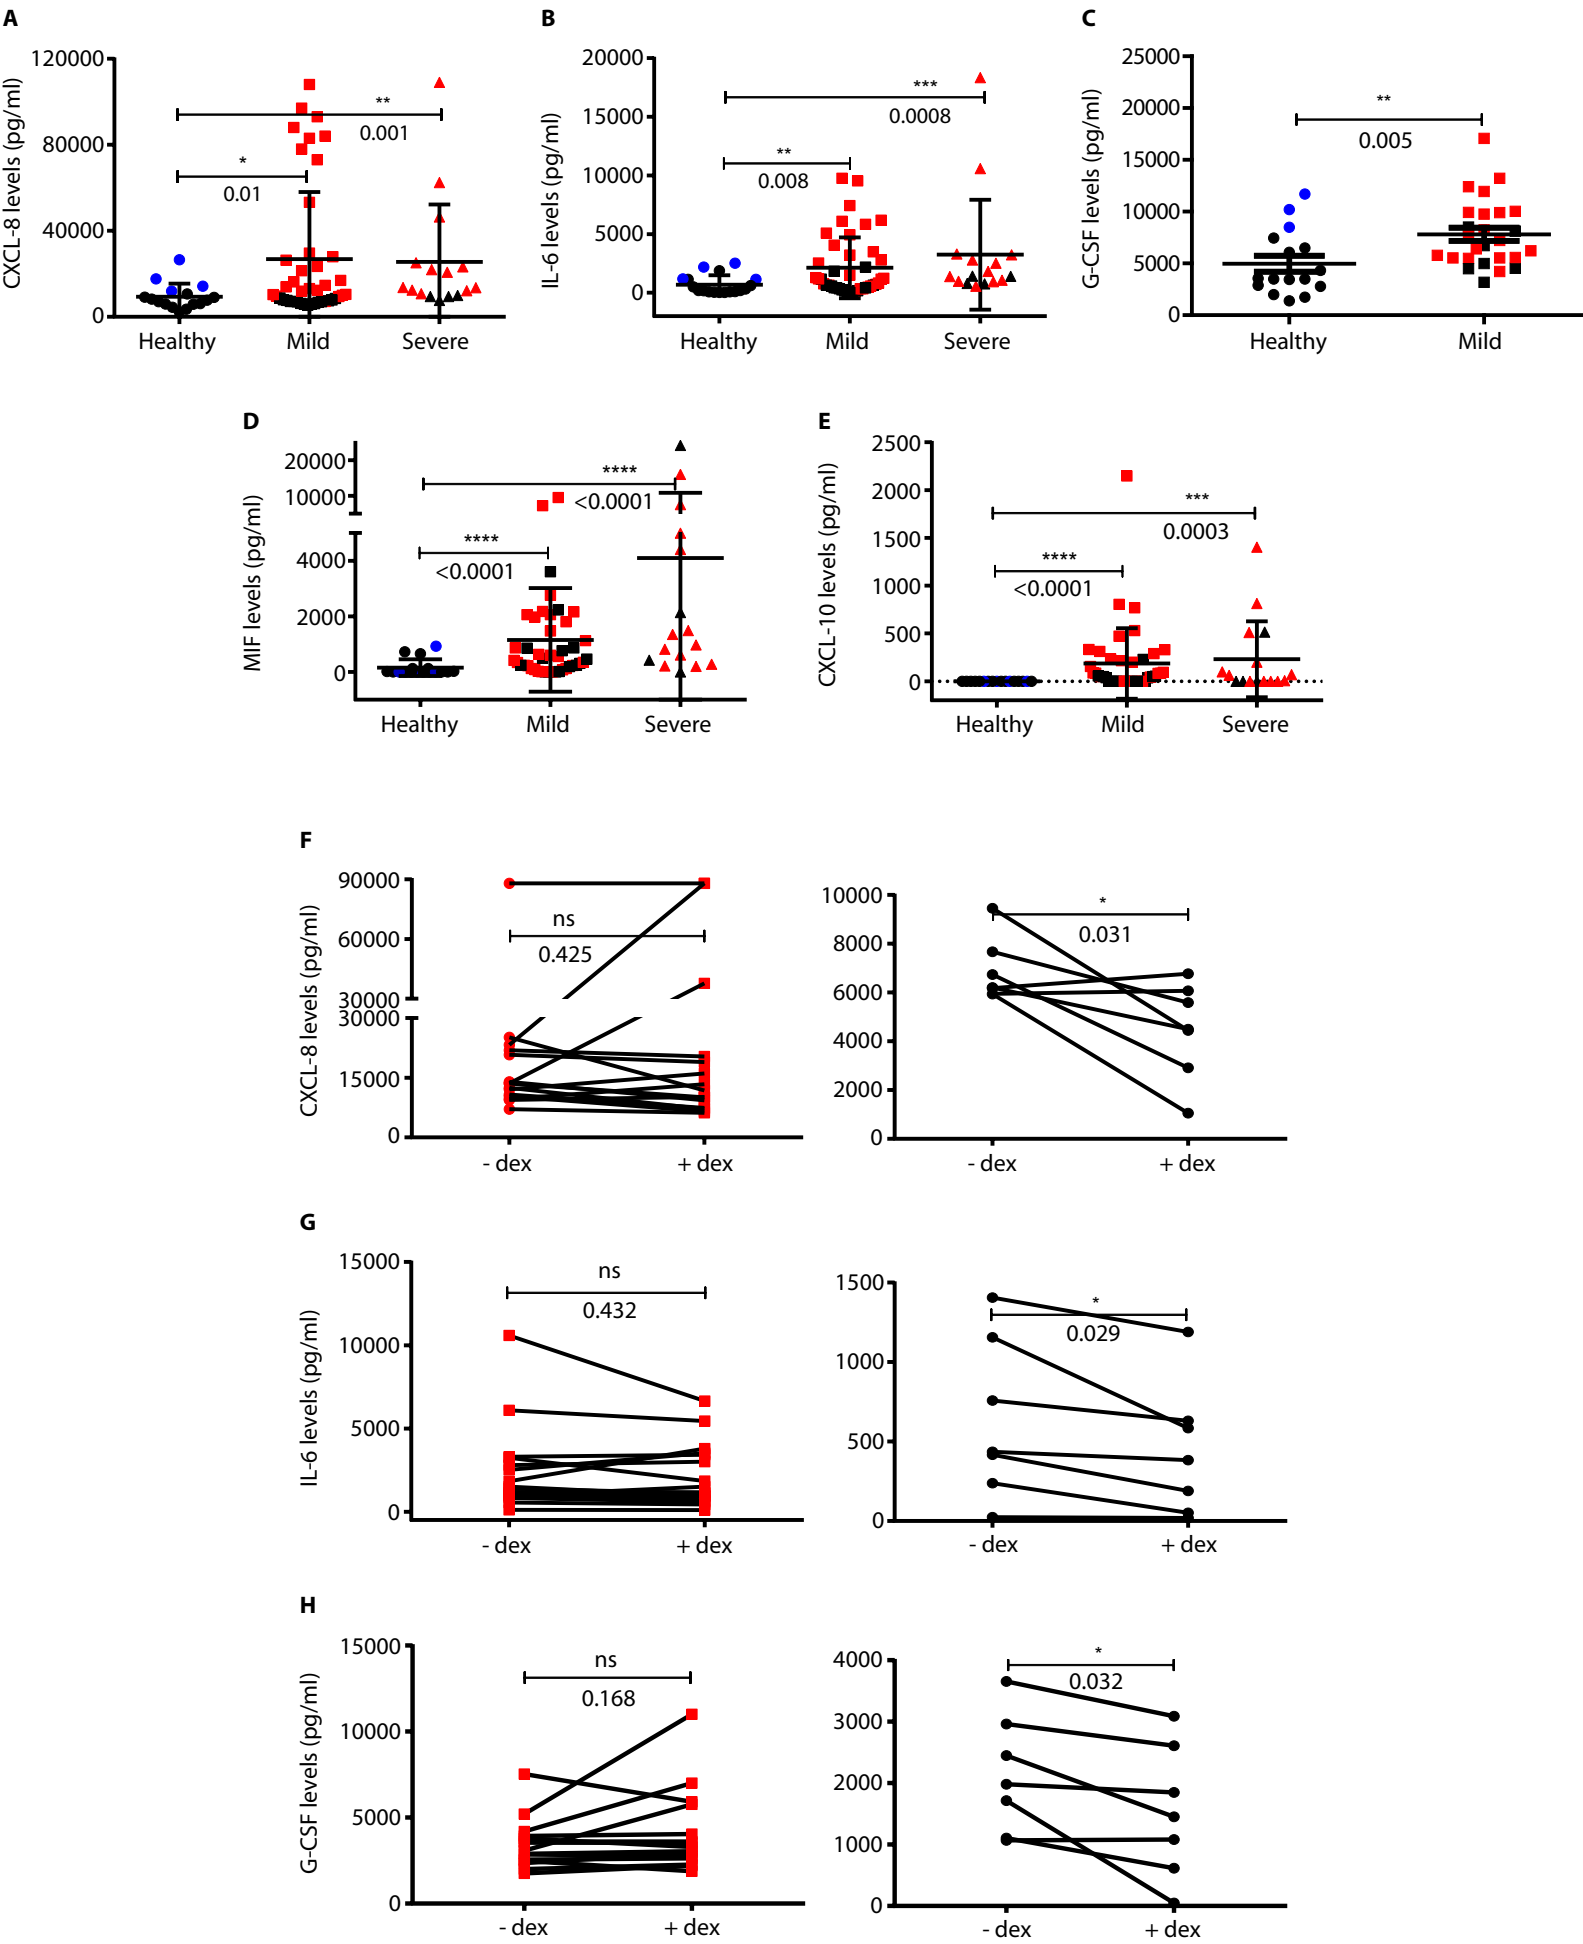 A
CXCL-8 levels (pg/ml)
120000
80000
40000
0
**
0.001
*
0.01
Healthy Mild Severe
B
IL-6 levels (pg/ml)
20000
15000
10000
5000
0
***
0.0008
**
0.008
Healthy Mild Severe
C
G-CSF levels (pg/ml)
25000
20000
15000
10000
5000
0
**
0.005
Healthy Mild
D
MIF levels (pg/ml)
20000
10000
4000
2000
0
****
<0.0001
****
<0.0001
Healthy Mild Severe
E
CXCL-10 levels (pg/ml)
2500
2000
1500
1000
500
0
***
0.0003
****
<0.0001
Healthy Mild Severe
F
CXCL-8 levels (pg/ml)
90000
60000
30000
30000
15000
0
ns
0.425
- dex + dex
10000
8000
6000
4000
2000
0
*
0.031
- dex + dex
G
IL-6 levels (pg/ml)
15000
10000
5000
0
ns
0.432
- dex + dex
1500
1000
500
0
*
0.029
- dex + dex
H
G-CSF levels (pg/ml)
15000
10000
5000
0
ns
0.168
- dex + dex
4000
3000
2000
1000
0
*
0.032
- dex + dex